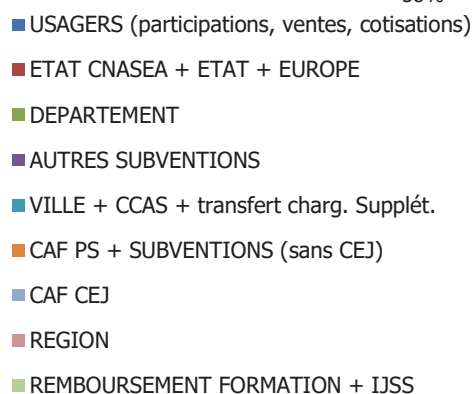 USAGERS (participations, ventes, cotisations)
ETAT CNASEA + ETAT + EUROPE
DEPARTEMENT
AUTRES SUBVENTIONS
VILLE + CCAS + transfert charg. Supplét.
CAF PS + SUBVENTIONS (sans CEJ)
CAF CEJ
REGION
REMBOURSEMENT FORMATION + IJSS